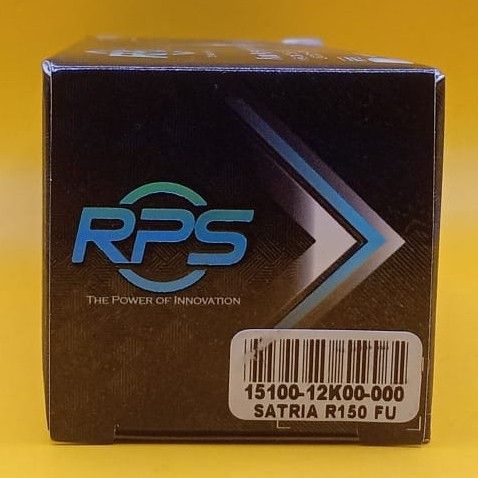 RPS
THE POWER OF INNOVATION
15100-12K00-000
SATRIA R150 FU